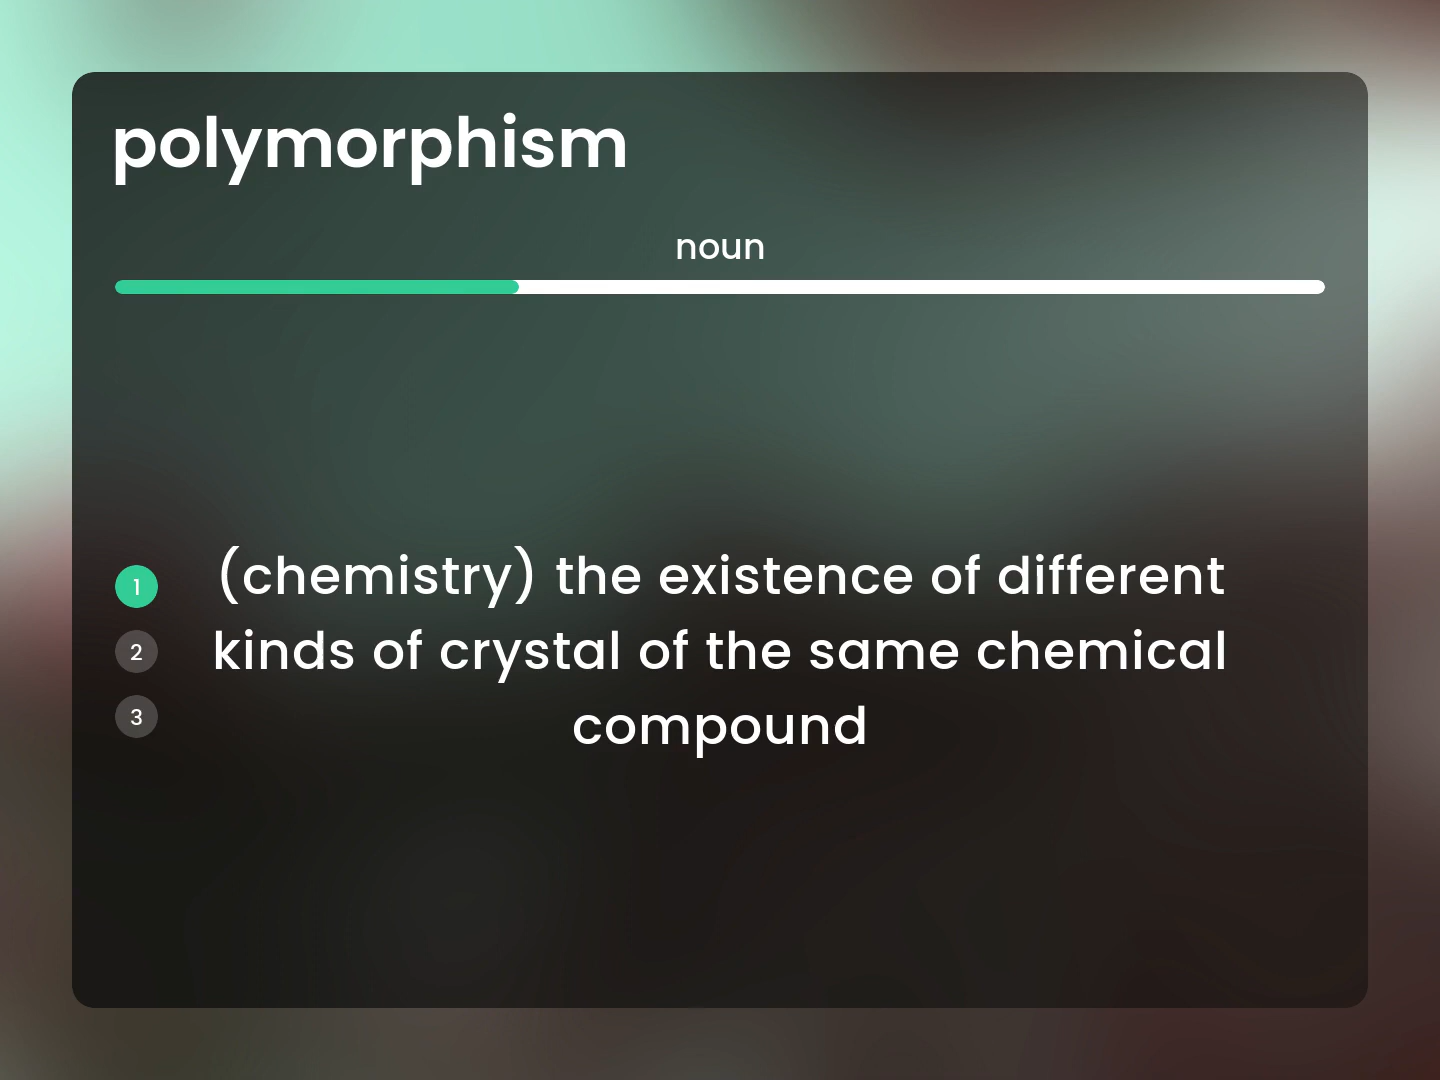 polymorphism
noun
1
2
3
(chemistry) the existence of different
kinds of crystal of the same chemical
compound